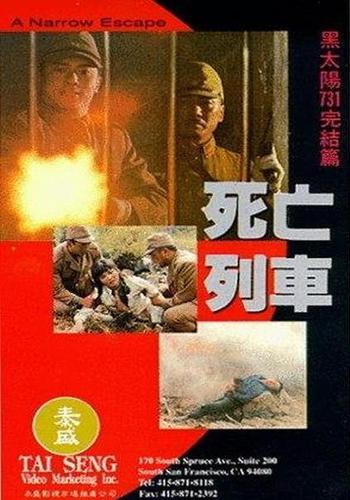 A Narrow Escape
黑太陽731完結篇
死亡
列車
泰盛
TAI SENG
Video Marketing Inc.
170 South Spruce Ave., Suite 200
South San Francisco, CA 94080
Tel: 415-871-8118
Fax: 415-871-2392